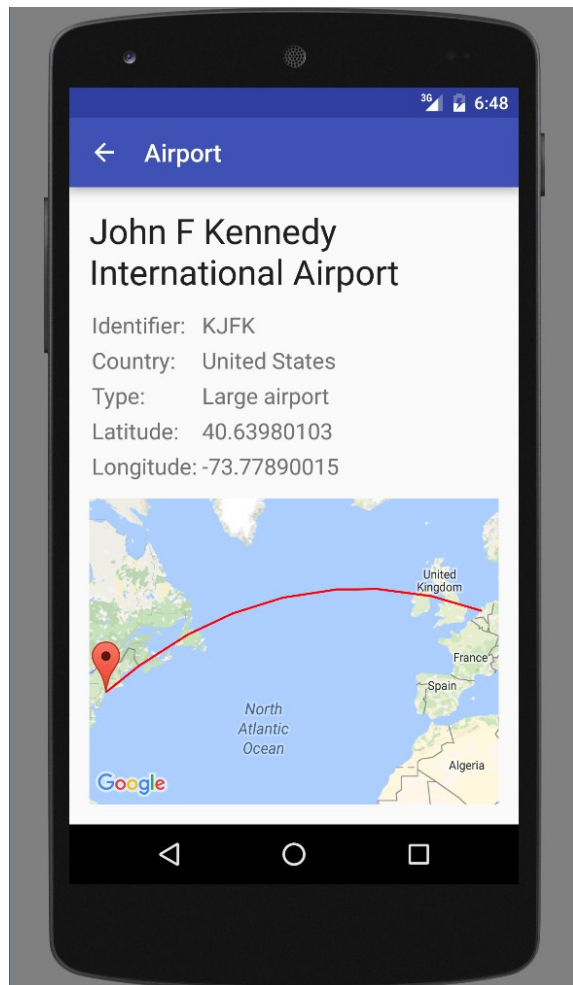 3G 6:48
Airport
John F Kennedy
International Airport
Identifier: KJFK
Country: United States
Type: Large airport
Latitude: 40.63980103
Longitude: -73.77890015
United
Kingdom
France
Spain
North
Atlantic
Ocean
Algeria
Google